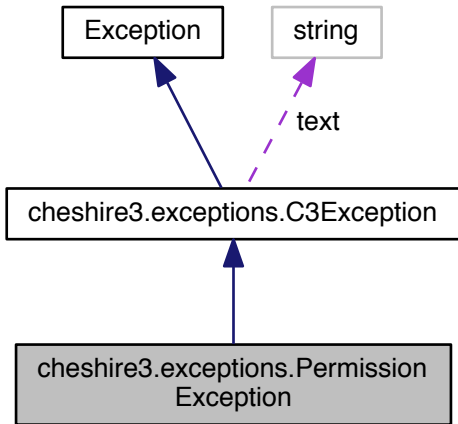 Exception
string
text
cheshire3.exceptions.C3Exception
cheshire3.exceptions.Permission
Exception